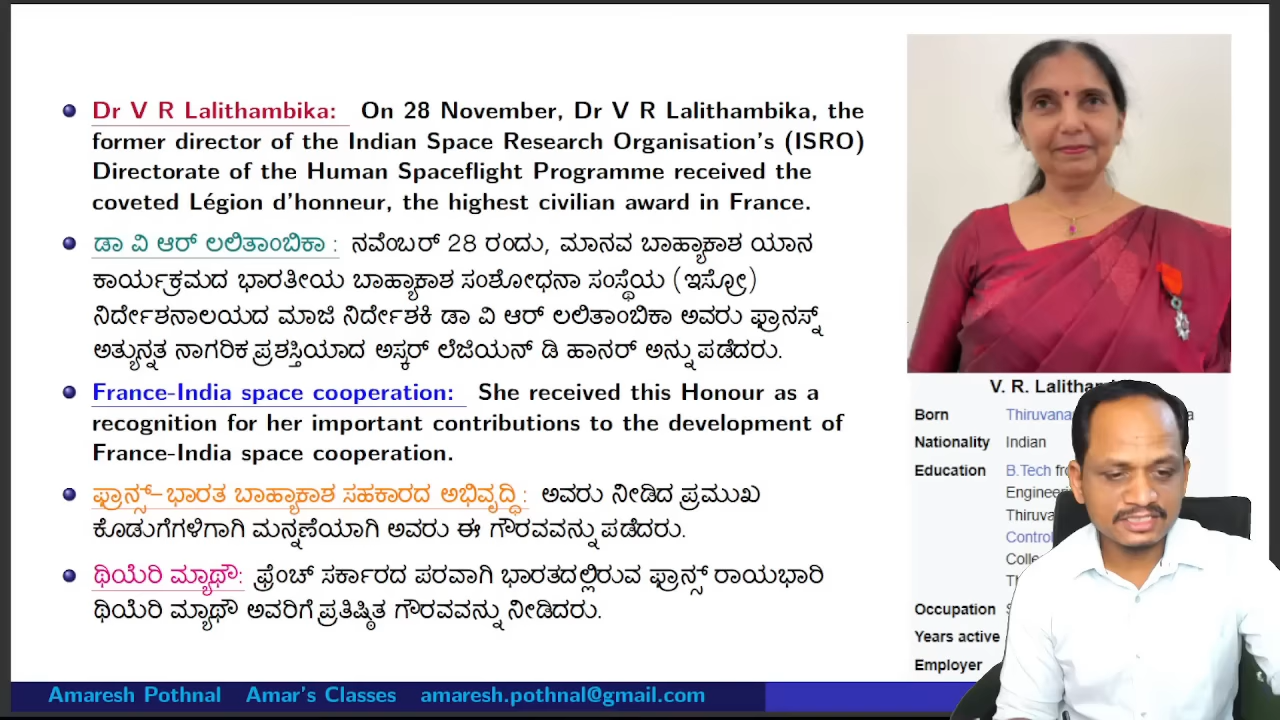 Dr V R Lalithambika: On 28 November, Dr V R Lalithambika, the
former director of the Indian Space Research Organisation's (ISRO)
Directorate of the Human Spaceflight Programme received the
coveted Légion d'honneur, the highest civilian award in France.
ಡಾ ವಿ ಆರ್ ಲಲಿತಾಂಬಿಕಾ : ನವೆಂಬರ್ 28 ರಂದು, ಮಾನವ ಬಾಹ್ಯಾಕಾಶ ಯಾನ
ಕಾರ್ಯಕ್ರಮದ ಭಾರತೀಯ ಬಾಹ್ಯಾಕಾಶ ಸಂಶೋಧನಾ ಸಂಸ್ಥೆಯ (ಇಸ್ರೋ)
ನಿರ್ದೇಶನಾಲಯದ ಮಾಜಿ ನಿರ್ದೇಶಕಿ ಡಾ ವಿ ಆರ್ ಲಲಿತಾಂಬಿಕಾ ಅವರು ಫ್ರಾನಸ್ನ್
ಅತ್ಯುನ್ನತ ನಾಗರಿಕ ಪ್ರಶಸ್ತಿಯಾದ ಅಸ್ಕರ್ ಲೆಜಿಯನ್ ಡಿ ಹಾನರ್ ಅನ್ನು ಪಡೆದರು.
France-India space cooperation: She received this Honour as a
recognition for her important contributions to the development of
France-India space cooperation.
ಫ್ರಾನ್ಸ್-ಭಾರತ ಬಾಹ್ಯಾಕಾಶ ಸಹಕಾರದ ಅಭಿವೃದ್ಧಿ : ಅವರು ನೀಡಿದ ಪ್ರಮುಖ
ಕೊಡುಗೆಗಳಿಗಾಗಿ ಮನ್ನಣೆಯಾಗಿ ಅವರು ಈ ಗೌರವವನ್ನು ಪಡೆದರು.
ಥಿಯೆರಿ ಮ್ಯಾಥೌ: ಫ್ರೆಂಚ್ ಸರ್ಕಾರದ ಪರವಾಗಿ ಭಾರತದಲ್ಲಿರುವ ಫ್ರಾನ್ಸ್ ರಾಯಭಾರಿ
ಥಿಯೆರಿ ಮ್ಯಾಥೌ ಅವರಿಗೆ ಪ್ರತಿಷ್ಠಿತ ಗೌರವವನ್ನು ನೀಡಿದರು.
V. R.
Born
Nationality Indian
Education B.Tech
Occupation
Years active
Employer
Amaresh Pothnal Amar's Classes amaresh.pothnal@gmail.com